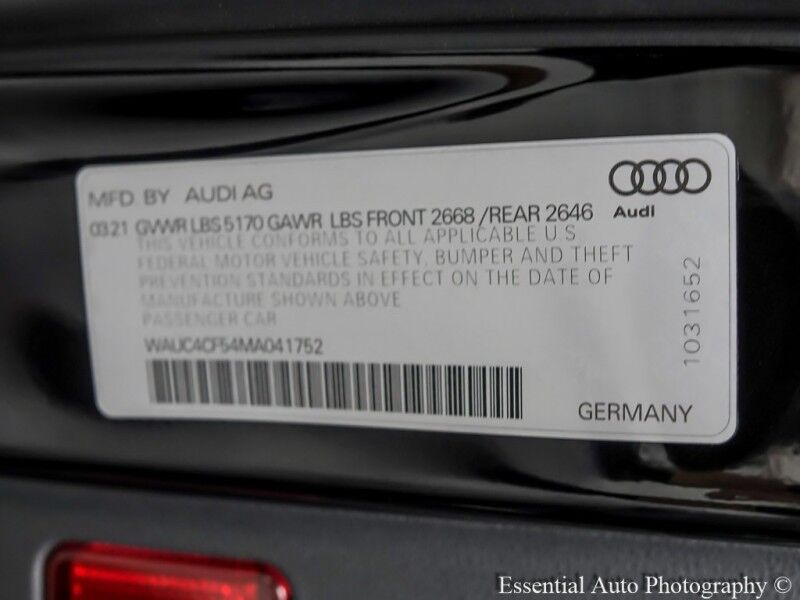 MFD BY AUDI AG
Audi
03.21 GVWR LBS 5170 GAWR LBS FRONT 2668 /REAR 2646
THIS VEHICLE CONFORMS TO ALL APPLICABLE U.S
FEDERAL MOTOR VEHICLE SAFETY, BUMPER AND THEFT
PREVENTION STANDARDS IN EFFECT ON THE DATE OF
MANUFACTURE SHOWN ABOVE
PASSENGER CAR
WAUC4CF54MA041752
1031652
GERMANY
Essential Auto Photography ©